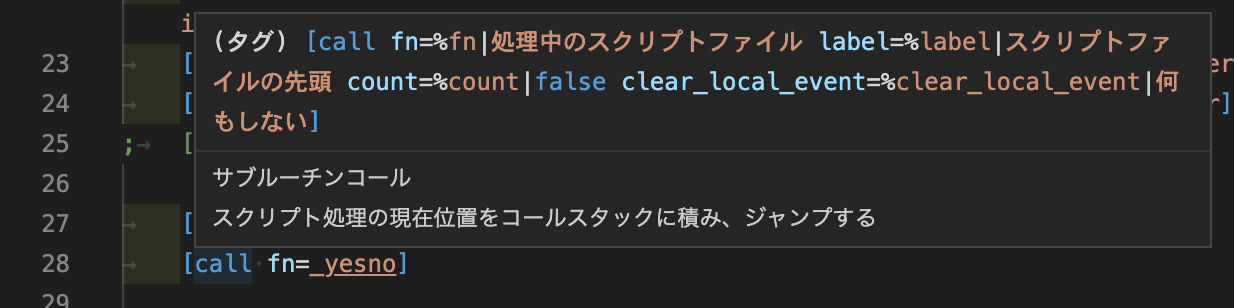 i
(タグ) [call fn=%fn|処理中のスクリプトファイル label=%label|スクリプトファ
イルの先頭 count=%count|false clear_local_event=%clear_local_event|何
もしない]
サブルーチンコール
スクリプト処理の現在位置をコールスタックに積み、ジャンプする
23 → [ er
24 → [ r]
25 ;→ [
26
27 → [
28 → [call fn=_yesno]
29